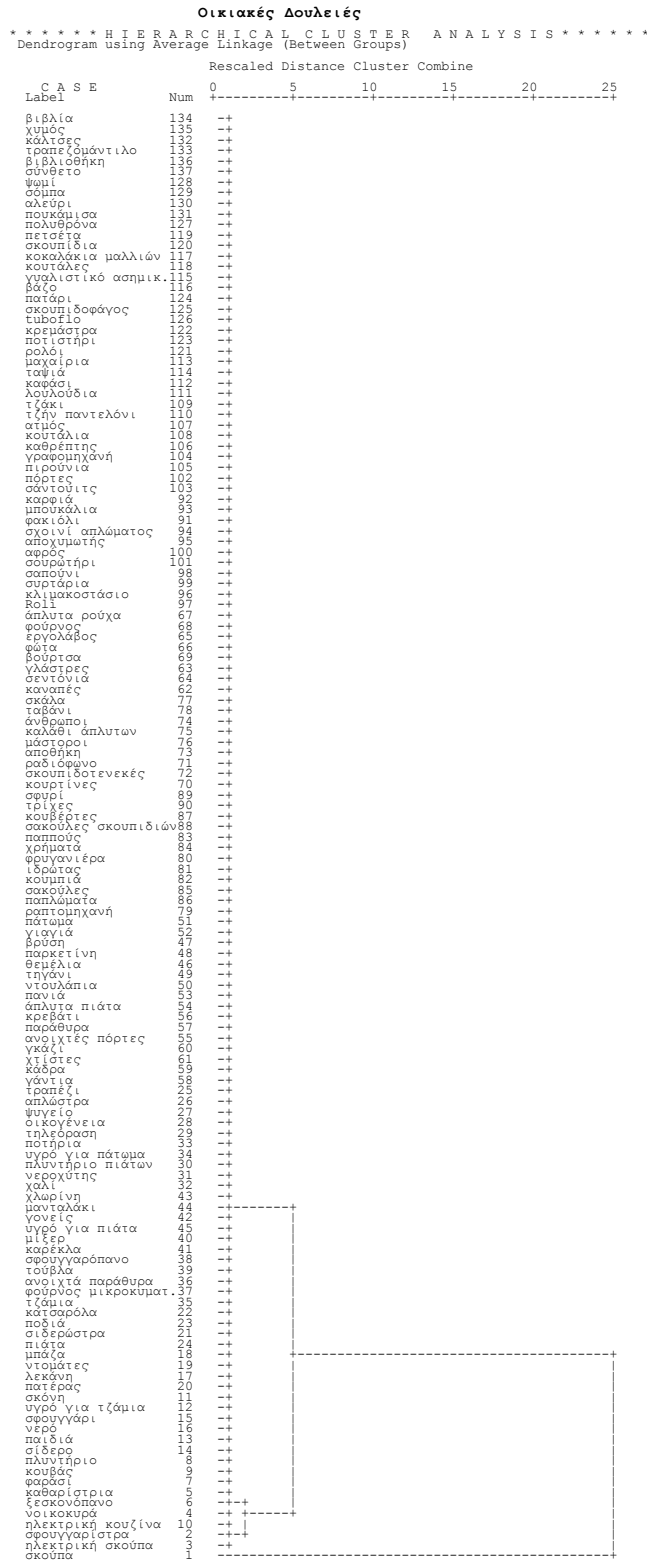 Οικιακές Δουλειές
* * * * * * H I E R A R C H I C A L  C L U S T E R   A N A L Y S I S * * * * * *
Dendrogram using Average Linkage (Between Groups)
Rescaled Distance Cluster Combine
C A S E 0 5 10 15 20 25
Label Num +---------+---------+---------+---------+---------+
βιβλία 134
χυμός 135
κάλτσες 132
τραπεζομάντιλο 133
βιβλιοθήκη 136
σύνθετο 137
ψωμί 128
σόμπα 129
αλεύρι 130
πουκάμισα 131
πολυθρόνα 127
πετσέτα 119
σκουπίδια 120
κοκαλάκια μαλλιών 117
κουτάλες 118
γυαλιστικό ασημικ.115
βάζο 116
πατάρι 124
σκουπιδοφάγος 125
tuboflo 126
κρεμάστρα 122
ποτιστήρι 123
ρολόι 121
μαχαίρια 113
ταψιά 114
καφάσι 112
λουλούδια 111
τζάκι 109
τζην παντελόνι 110
ατμός 107
κουτάλια 108
καθρέπτης 106
γραφομηχανή 104
πιρούνια 105
πόρτες 102
σάντουιτς 103
καρφιά 92
μπουκάλια 93
φακιόλι 91
σχοινί απλώματος 94
αποχυμωτής 95
αφρός 100
σουρωτήρι 101
σαπούνι 98
συρτάρια 99
κλιμακοστάσιο 96
Roli 97
άπλυτα ρούχα 67
φούρνος 68
εργολάβος 65
φώτα 66
βούρτσα 69
γλάστρες 63
σεντόνια 64
καναπές 62
σκάλα 77
ταβάνι 78
άνθρωποι 74
καλάθι άπλυτων 75
μάστοροι 76
αποθήκη 73
ραδιόφωνο 71
σκουπιδοτενεκές 72
κουρτίνες 70
σφυρί 89
τρίχες 90
κουβέρτες 87
σακούλες σκουπιδιών88
παππούς 83
χρήματα 84
φρυγανιέρα 80
ιδρώτας 81
κουμπιά 82
σακούλες 85
παπλώματα 86
ραπτομηχανή 79
πάτωμα 51
γιαγιά 52
βρύση 47
παρκετίνη 48
θεμέλια 46
τηγάνι 49
ντουλάπια 50
πανιά 53
άπλυτα πιάτα 54
κρεβάτι 56
παράθυρα 57
ανοιχτές πόρτες 55
γκάζι 60
χτίστες 61
κάδρα 59
γάντια 58
τραπέζι 25
απλώστρα 26
ψυγείο 27
οικογένεια 28
τηλεόραση 29
ποτήρια 33
υγρό για πάτωμα 34
πλυντήριο πιάτων 30
νεροχύτης 31
χαλί 32
χλωρίνη 43
μανταλάκι 44
γονείς 42
υγρό για πιάτα 45
μίξερ 40
καρέκλα 41
σφουγγαρόπανο 38
τούβλα 39
ανοιχτά παράθυρα 36
φούρνος μικροκυματ.37
τζάμια 35
κατσαρόλα 22
ποδιά 23
σιδερώστρα 21
πιάτα 24
μπάζα 18
ντομάτες 19
λεκάνη 17
πατέρας 20
σκόνη 11
υγρό για τζάμια 12
σφουγγάρι 15
νερό 16
παιδιά 13
σίδερο 14
πλυντήριο 8
κουβάς 9
φαράσι 7
καθαρίστρια 5
ξεσκονόπανο 6
νοικοκυρά 4
ηλεκτρική κουζίνα 10
σφουγγαρίστρα 2
ηλεκτρική σκούπα 3
σκούπα 1